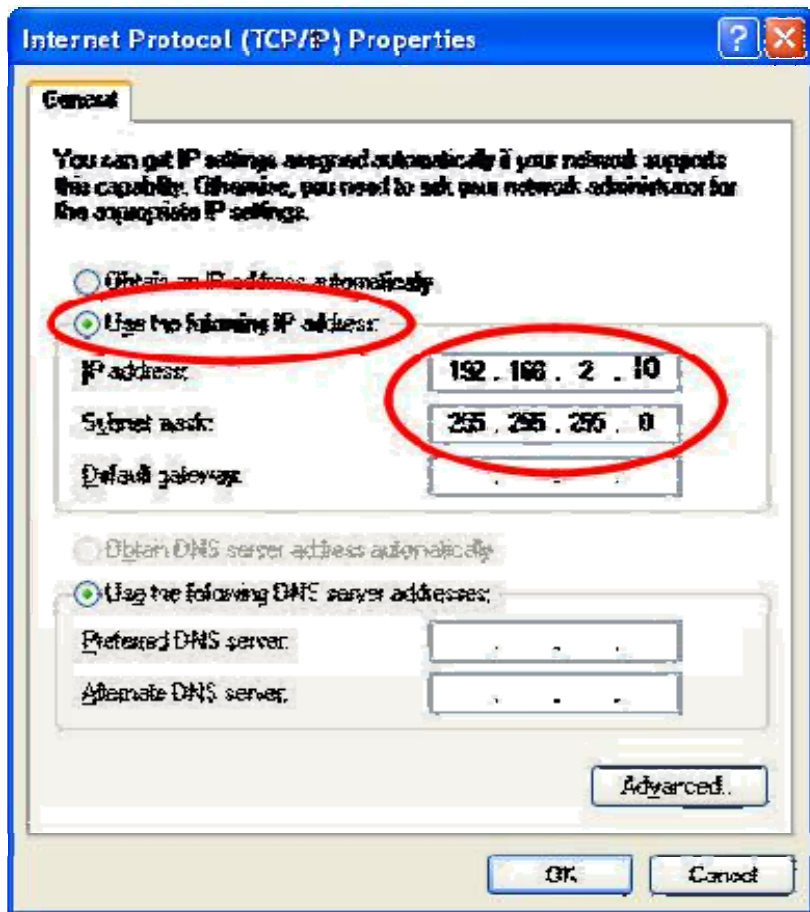 Internet Protocol (TCP/IP) Properties
General
You can get IP settings assigned automatically if your network supports
this capability. Otherwise, you need to ask your network administrator for
the appropriate IP settings.
Obtain an IP address automatically
Use the following IP address:
IP address: 192 . 168 . 2 . 10
Subnet mask: 255 . 255 . 255 . 0
Default gateway: . . .
Obtain DNS server address automatically
Use the following DNS server addresses:
Preferred DNS server: . . .
Alternate DNS server: . . .
Advanced...
OK Cancel